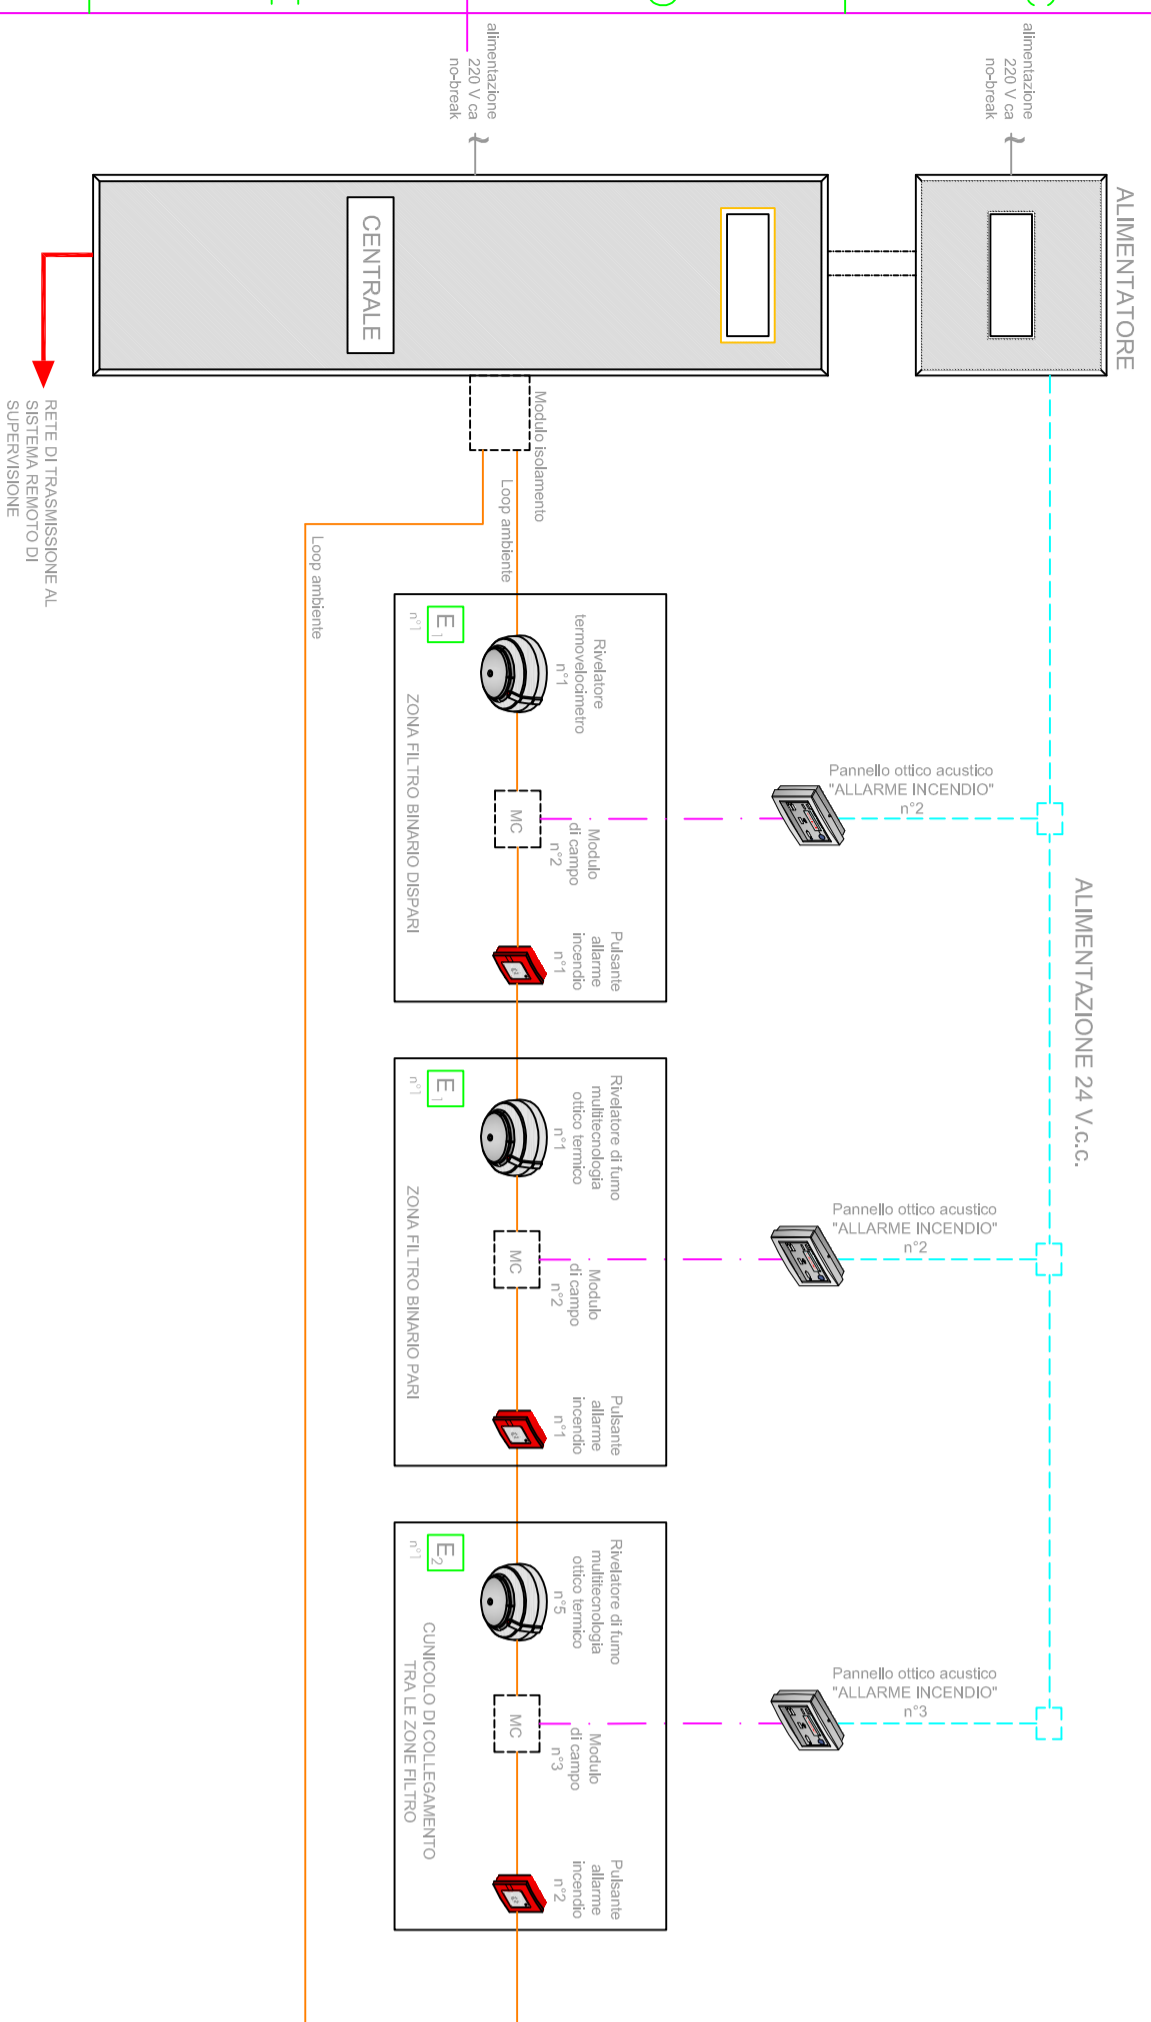 alimentazione
220 V ca
no-break
ALIMENTATORE
alimentazione
220 V ca
no-break
CENTRALE
RETE DI TRASMISSIONE AL
SISTEMA REMOTO DI
SUPERVISIONE
Modulo isolamento
Loop ambiente
Loop ambiente
ALIMENTAZIONE 24 V.c.c.
Pannello ottico acustico
"ALLARME INCENDIO"
n°2
Rivelatore
termovelocimetro
n°1
MC
Modulo
di campo
n°2
Pulsante
allarme
incendio
n°1
E1
n°1
ZONA FILTRO BINARIO DISPARI
Pannello ottico acustico
"ALLARME INCENDIO"
n°2
Rivelatore di fumo
multitecnologia
ottico termico
n°1
MC
Modulo
di campo
n°2
Pulsante
allarme
incendio
n°1
E1
n°1
ZONA FILTRO BINARIO PARI
Pannello ottico acustico
"ALLARME INCENDIO"
n°3
Rivelatore di fumo
multitecnologia
ottico termico
n°5
MC
Modulo
di campo
n°3
Pulsante
allarme
incendio
n°2
E2
n°1
CUNICOLO DI COLLEGAMENTO
TRA LE ZONE FILTRO